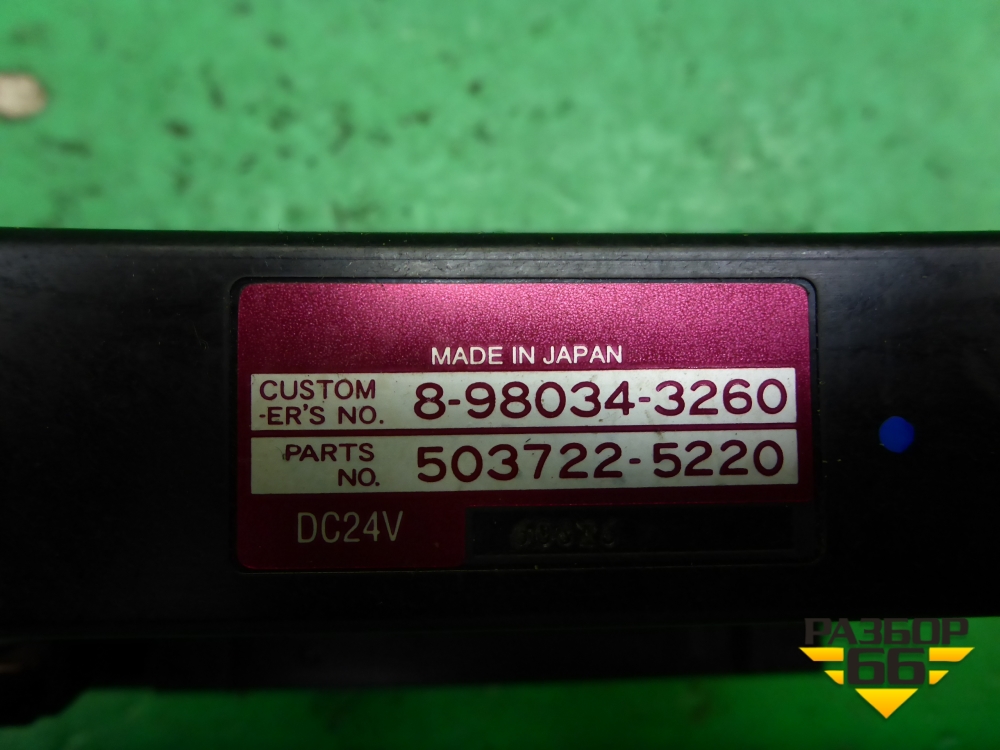 MADE IN JAPAN
CUSTOM
-ER'S NO. 8-98034-3260
PARTS
NO. 503722-5220
DC24V
РАЗБОР
66